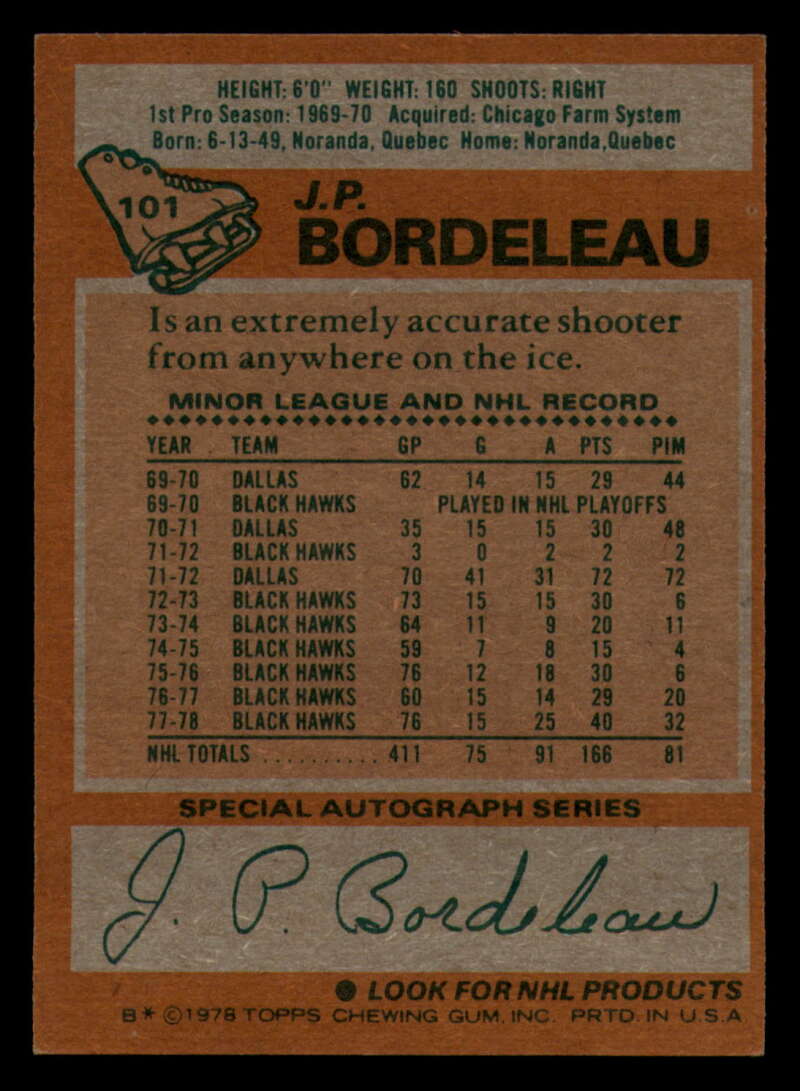 HEIGHT: 6'0" WEIGHT: 160 SHOOTS: RIGHT
1st Pro Season: 1969-70 Acquired: Chicago Farm System
Born: 6-13-49, Noranda, Quebec Home: Noranda, Quebec
101
J.P.
BORDELEAU
Is an extremely accurate shooter
from anywhere on the ice.
MINOR LEAGUE AND NHL RECORD
YEAR TEAM GP G A PTS PIM
69-70 DALLAS 62 14 15 29 44
69-70 BLACK HAWKS PLAYED IN NHL PLAYOFFS
70-71 DALLAS 35 15 15 30 48
71-72 BLACK HAWKS 3 0 2 2 2
71-72 DALLAS 70 41 31 72 72
72-73 BLACK HAWKS 73 15 15 30 6
73-74 BLACK HAWKS 64 11 9 20 11
74-75 BLACK HAWKS 59 7 8 15 4
75-76 BLACK HAWKS 76 12 18 30 6
76-77 BLACK HAWKS 60 15 14 29 20
77-78 BLACK HAWKS 76 15 25 40 32
NHL TOTALS .......... 411 75 91 166 81
SPECIAL AUTOGRAPH SERIES
J. P. Bordeleau
● LOOK FOR NHL PRODUCTS
B* ©1978 TOPPS CHEWING GUM, INC. PRTD. IN U.S.A.